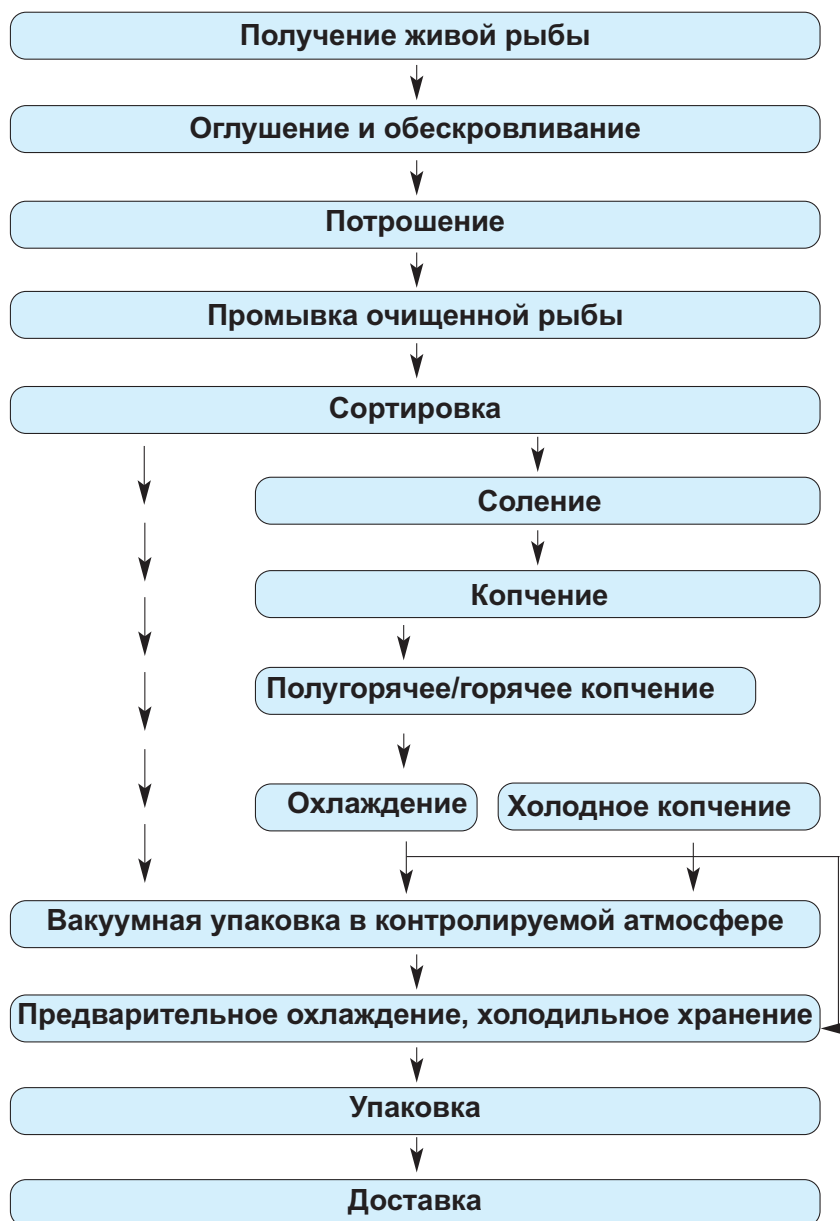 Получение живой рыбы
Оглушение и обескровливание
Потрошение
Промывка очищенной рыбы
Сортировка
Соление
Копчение
Полугорячее/горячее копчение
Охлаждение
Холодное копчение
Вакуумная упаковка в контролируемой атмосфере
Предварительное охлаждение, холодильное хранение
Упаковка
Доставка